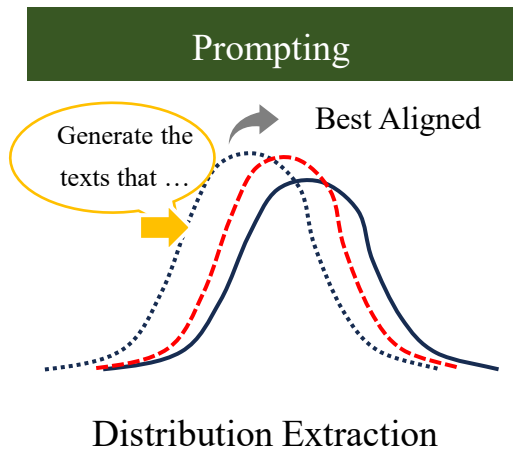 Prompting
Generate the
texts that …
Best Aligned
Distribution Extraction